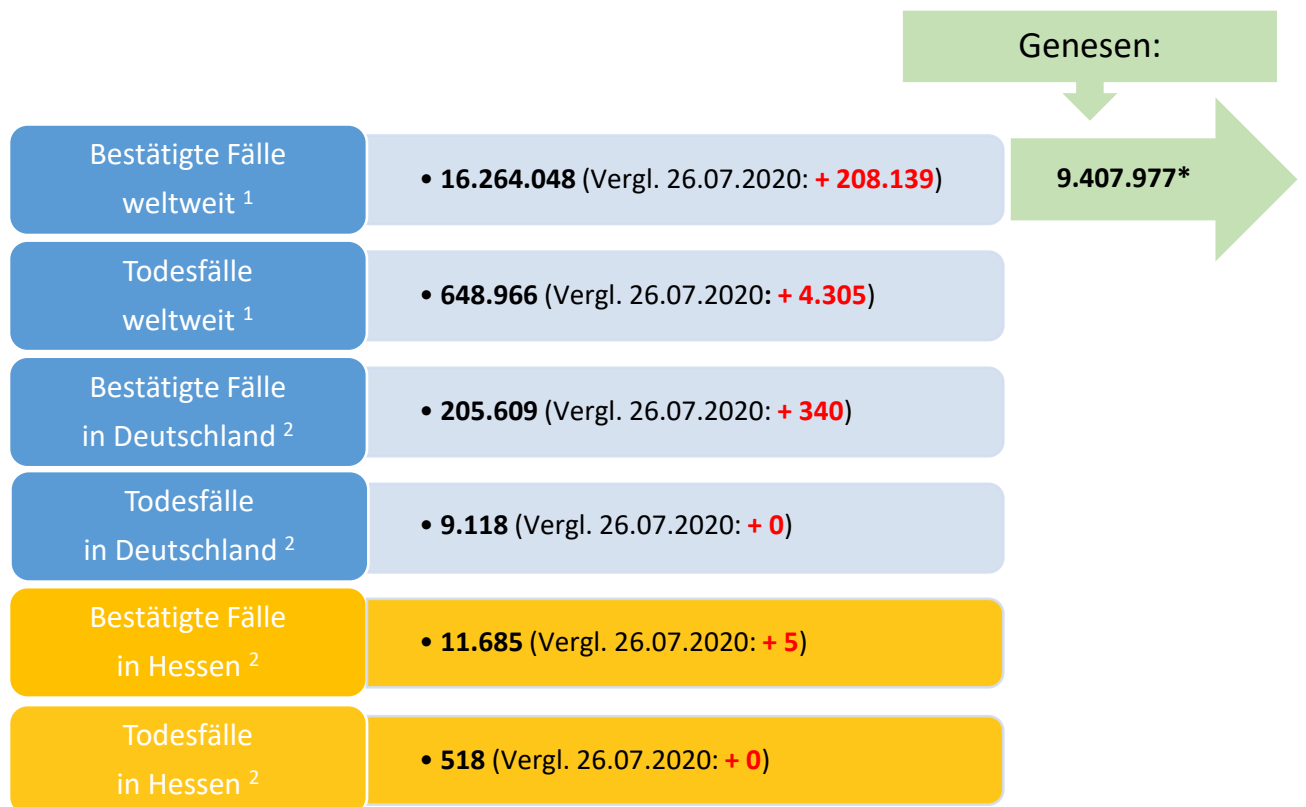 Genesen:
Bestätigte Fälle
weltweit ¹
• 16.264.048 (Vergl. 26.07.2020: + 208.139)
9.407.977*
Todesfälle
weltweit ¹
• 648.966 (Vergl. 26.07.2020: + 4.305)
Bestätigte Fälle
in Deutschland ²
• 205.609 (Vergl. 26.07.2020: + 340)
Todesfälle
in Deutschland ²
• 9.118 (Vergl. 26.07.2020: + 0)
Bestätigte Fälle
in Hessen ²
• 11.685 (Vergl. 26.07.2020: + 5)
Todesfälle
in Hessen ²
• 518 (Vergl. 26.07.2020: + 0)